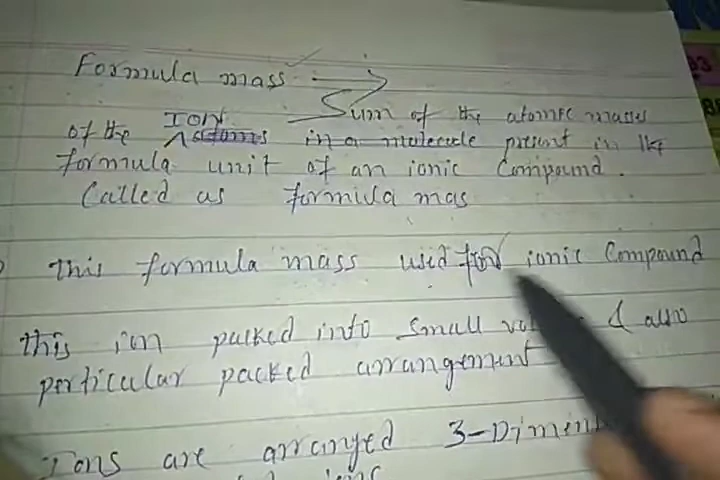 Formula mass →
Sum of the atomic masses
of the ION atoms in a molecule present in the
formula unit of an ionic Compound.
Called as formula mas
this formula mass used for ionic Compound
this ion packed into small & also
perticular packed arrangement
Ions are arranged 3-Dimen